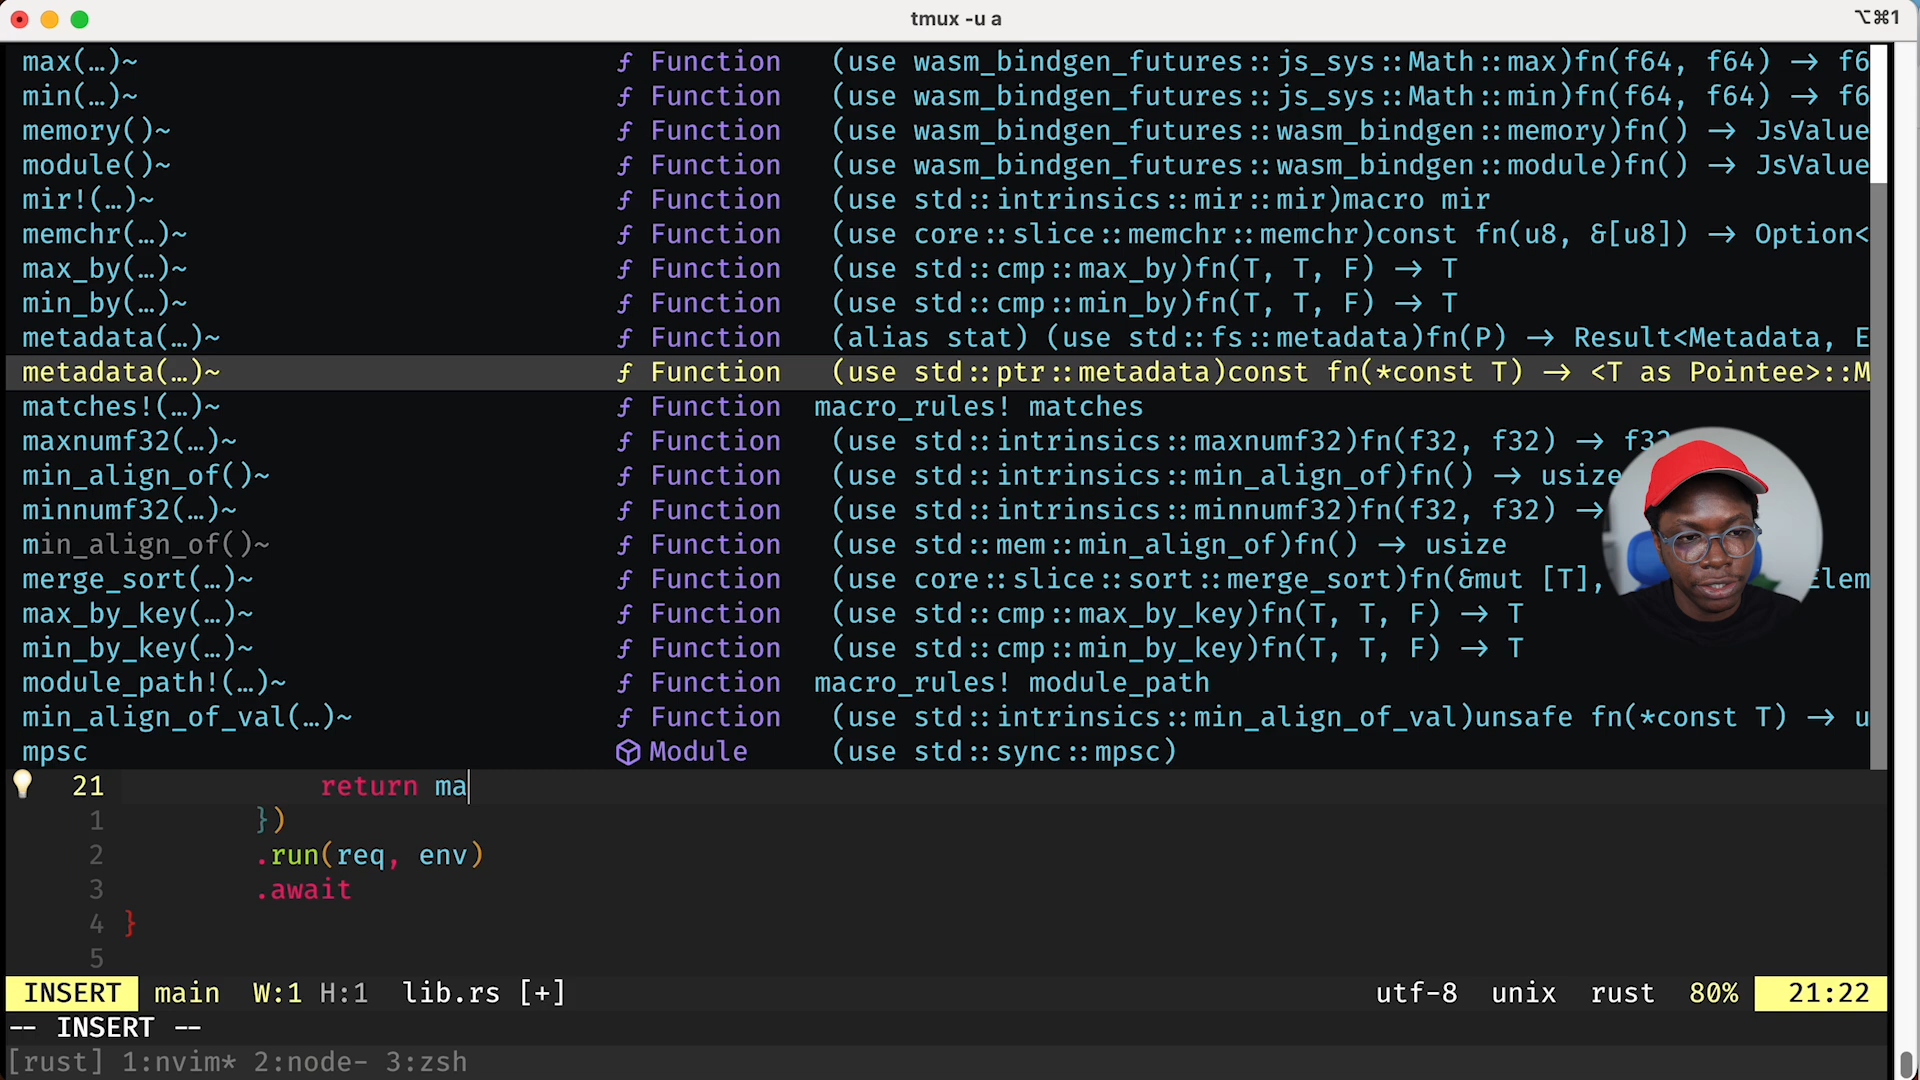 tmux -u a
⌥⌘1
max(…)~ ƒ Function (use wasm_bindgen_futures::js_sys::Math::max)fn(f64, f64) → f6
min(…)~ ƒ Function (use wasm_bindgen_futures::js_sys::Math::min)fn(f64, f64) → f6
memory()~ ƒ Function (use wasm_bindgen_futures::wasm_bindgen::memory)fn() → JsValue
module()~ ƒ Function (use wasm_bindgen_futures::wasm_bindgen::module)fn() → JsValue
mir!(…)~ ƒ Function (use std::intrinsics::mir::mir)macro mir
memchr(…)~ ƒ Function (use core::slice::memchr::memchr)const fn(u8, &[u8]) → Option<
max_by(…)~ ƒ Function (use std::cmp::max_by)fn(T, T, F) → T
min_by(…)~ ƒ Function (use std::cmp::min_by)fn(T, T, F) → T
metadata(…)~ ƒ Function (alias stat) (use std::fs::metadata)fn(P) → Result<Metadata, E
metadata(…)~ ƒ Function (use std::ptr::metadata)const fn(*const T) → <T as Pointee>::M
matches!(…)~ ƒ Function macro_rules! matches
maxnumf32(…)~ ƒ Function (use std::intrinsics::maxnumf32)fn(f32, f32) → f32
min_align_of()~ ƒ Function (use std::intrinsics::min_align_of)fn() → usize
minnumf32(…)~ ƒ Function (use std::intrinsics::minnumf32)fn(f32, f32) →
min_align_of()~ ƒ Function (use std::mem::min_align_of)fn() → usize
merge_sort(…)~ ƒ Function (use core::slice::sort::merge_sort)fn(&mut [T], Elem
max_by_key(…)~ ƒ Function (use std::cmp::max_by_key)fn(T, T, F) → T
min_by_key(…)~ ƒ Function (use std::cmp::min_by_key)fn(T, T, F) → T
module_path!(…)~ ƒ Function macro_rules! module_path
min_align_of_val(…)~ ƒ Function (use std::intrinsics::min_align_of_val)unsafe fn(*const T) → u
mpsc Module (use std::sync::mpsc)
21 return ma
1 })
2 .run(req, env)
3 .await
4 }
5
INSERT main W:1 H:1 lib.rs [+] utf-8 unix rust 80% 21:22
-- INSERT --
[rust] 1:nvim* 2:node- 3:zsh